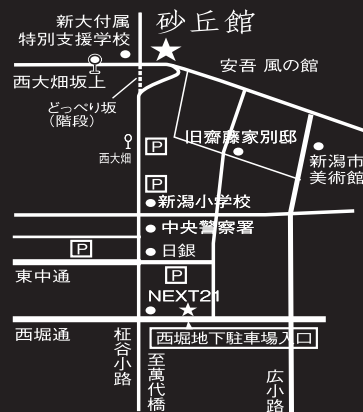 砂丘館
新大付属
特別支援学校
安吾 風の館
西大畑坂上
どっぺり坂
(階段)
旧齋藤家別邸
西大畑
P
新潟市
美術館
P
新潟小学校
中央警察署
P
日銀
東中通
P
NEXT21
西堀通
西堀地下駐車場入口
柾谷小路
至萬代橋
広小路